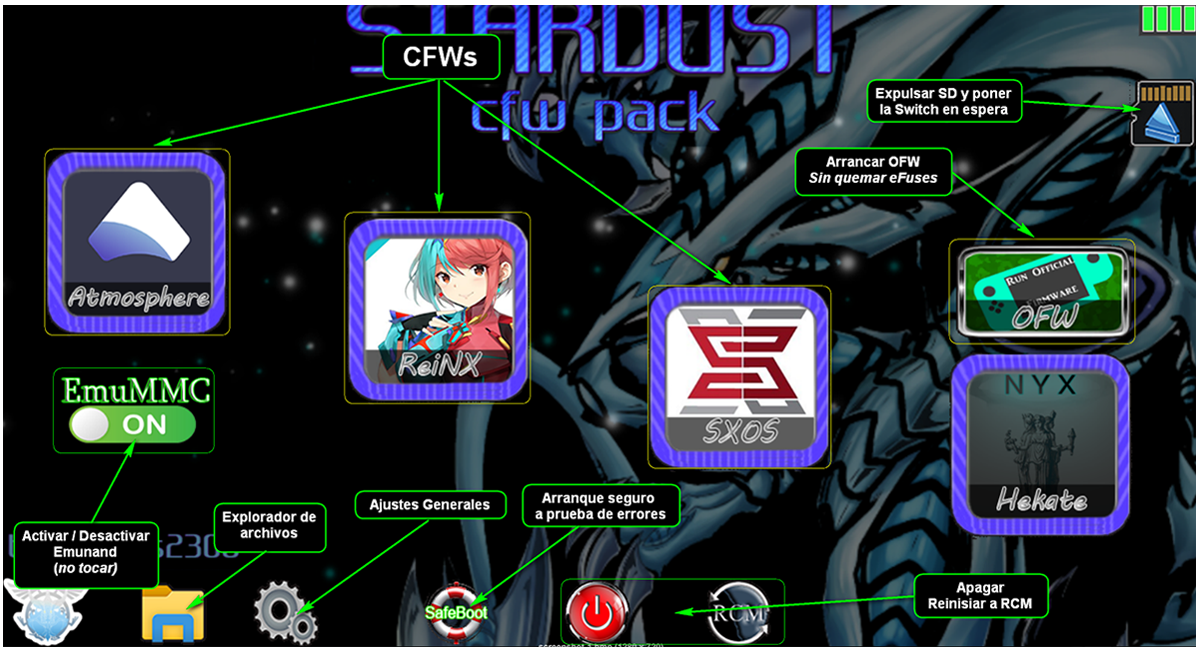 STARDUST
CFWs
cfw pack
Expulsar SD y poner
la Switch en espera
Arrancar OFW
Sin quemar eFuses
Atmosphere
ReiNX
SXOS
RUN OFFICIAL
OFW
EmuMMC
ON
NYX
Hekate
Activar / Desactivar
Emunand
(no tocar)
Explorador de
archivos
Ajustes Generales
Arranque seguro
a prueba de errores
SafeBoot
RCM
Apagar
Reinisiar a RCM